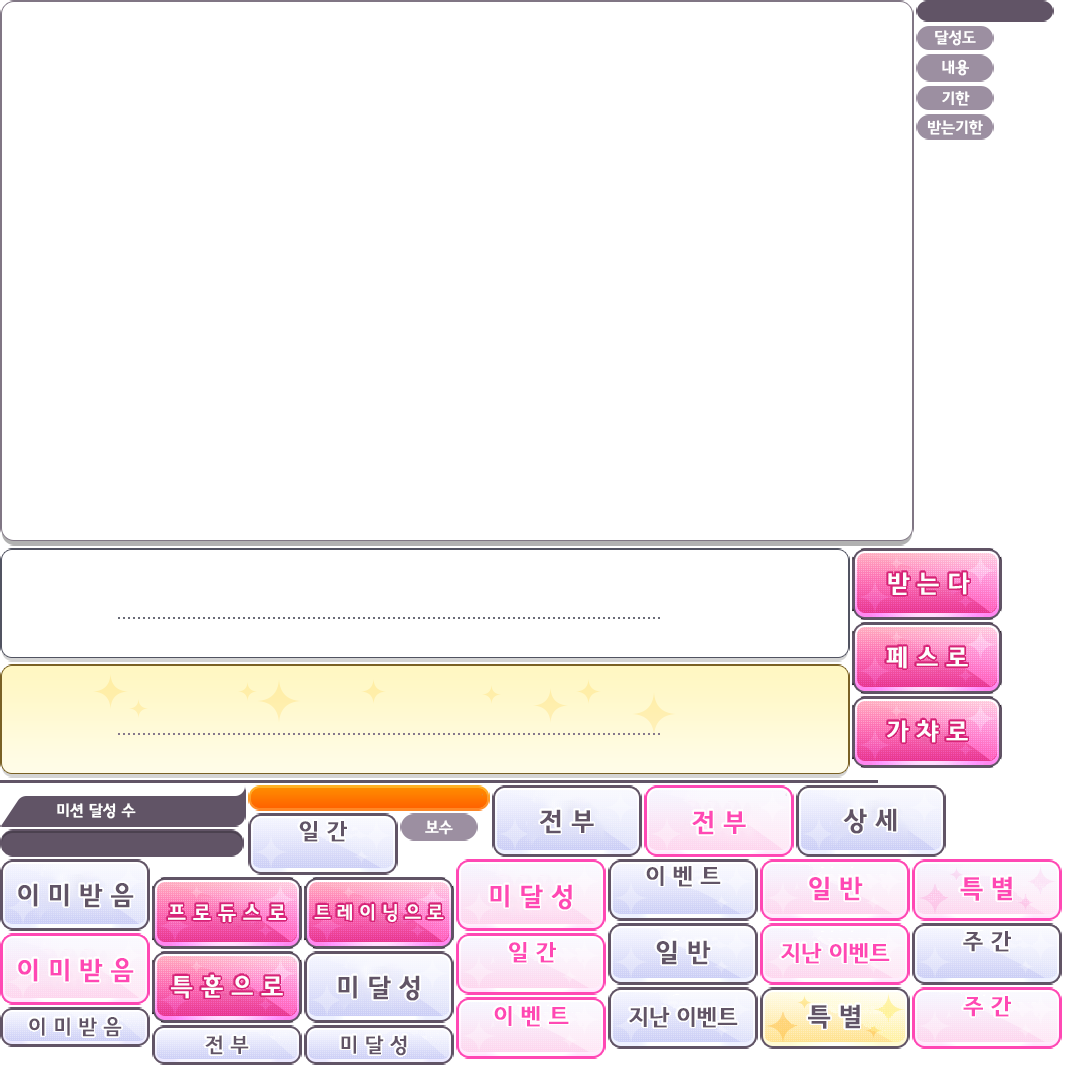 달성도
내용
기한
받는기한
받는다
페스로
가챠로
미션 달성 수
일간
보수
전부
전부
상세
이미받음
프로듀스로
트레이닝으로
미달성
이벤트
일반
특별
이미받음
특훈으로
미달성
일간
일반
지난 이벤트
주간
이미받음
전부
미달성
이벤트
지난 이벤트
특별
주간